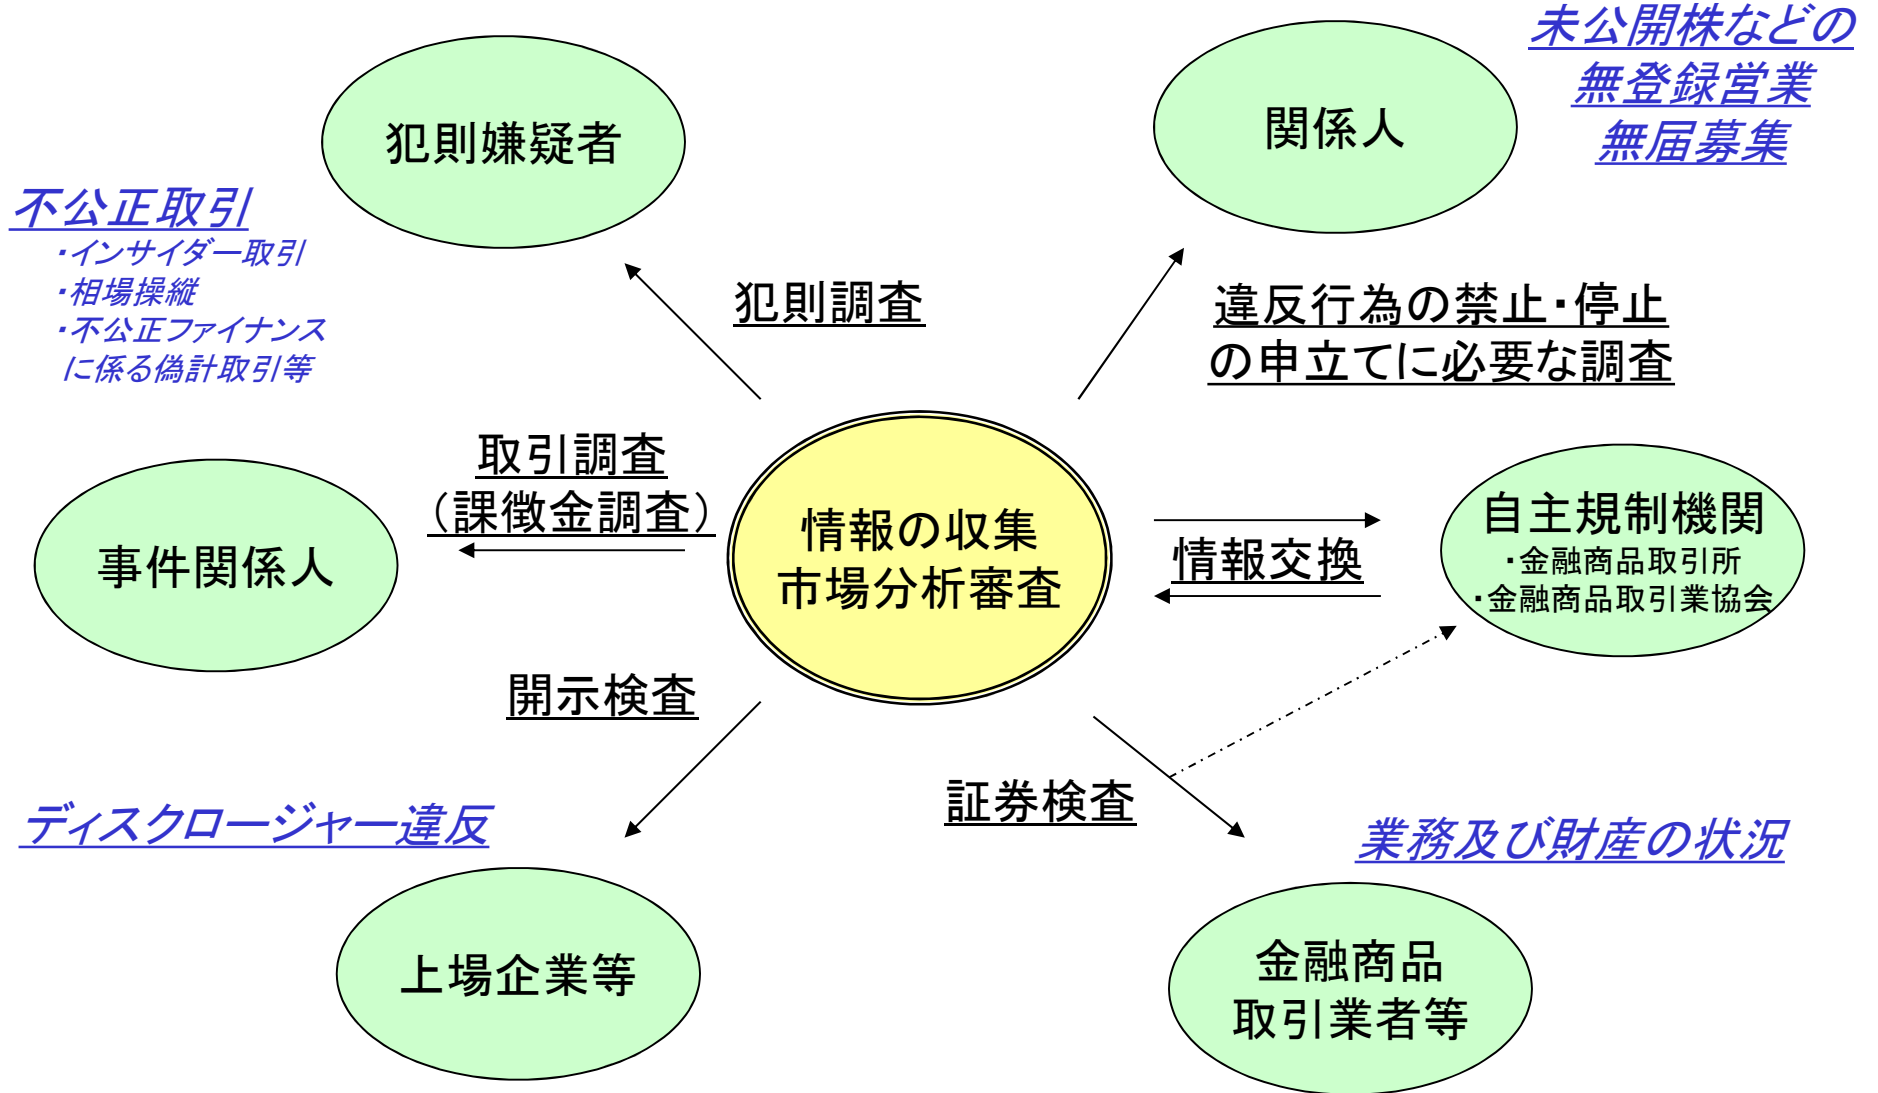 未公開株などの
無登録営業
無届募集
犯則嫌疑者
関係人
不公正取引
・インサイダー取引
・相場操縦
・不公正ファイナンス
に係る偽計取引等
犯則調査
違反行為の禁止・停止
の申立てに必要な調査
取引調査
（課徴金調査）
事件関係人
情報の収集
市場分析審査
情報交換
自主規制機関
・金融商品取引所
・金融商品取引業協会
開示検査
証券検査
ディスクロージャー違反
業務及び財産の状況
上場企業等
金融商品
取引業者等